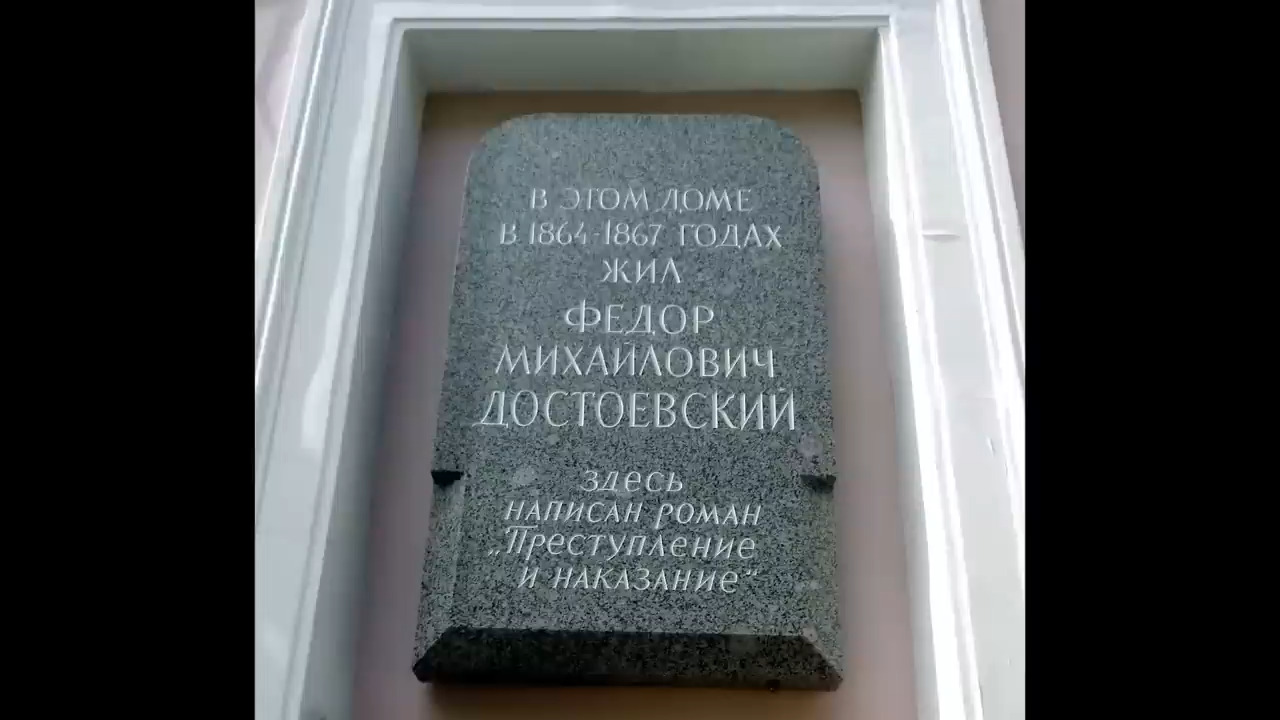 В ЭТОМ ДОМЕ
В 1864-1867 ГОДАХ
ЖИЛ
ФЕДОР
МИХАЙЛОВИЧ
ДОСТОЕВСКИЙ
здесь
написан роман
„Преступление
и наказание“